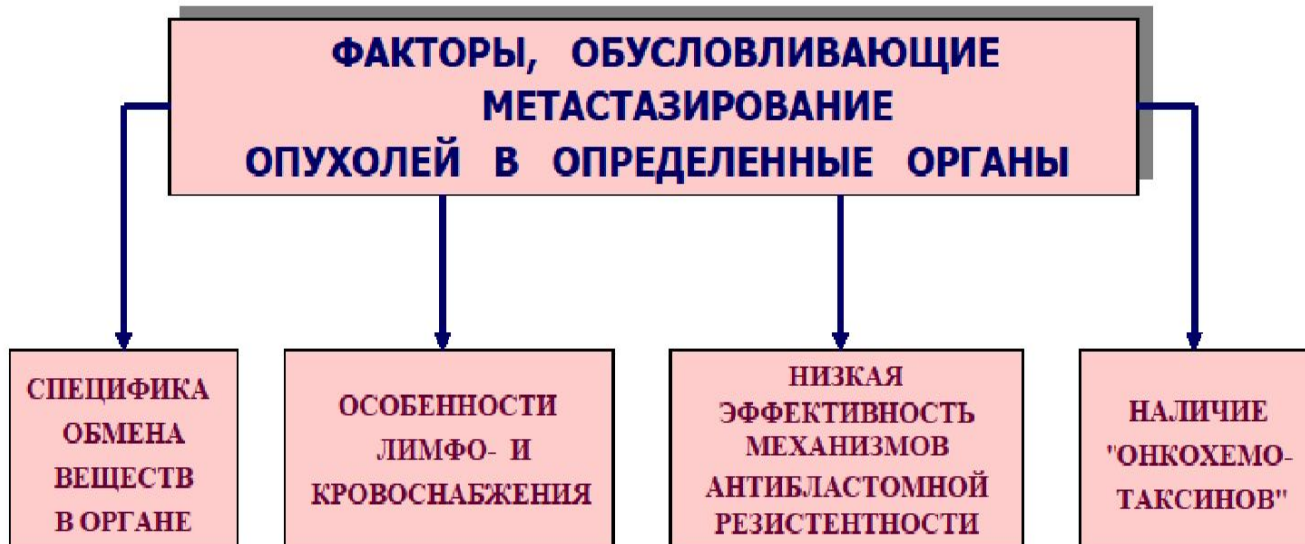 ФАКТОРЫ, ОБУСЛОВЛИВАЮЩИЕ
МЕТАСТАЗИРОВАНИЕ
ОПУХОЛЕЙ В ОПРЕДЕЛЕННЫЕ ОРГАНЫ
СПЕЦИФИКА
ОБМЕНА
ВЕЩЕСТВ
В ОРГАНЕ
ОСОБЕННОСТИ
ЛИМФО- И
КРОВОСНАБЖЕНИЯ
НИЗКАЯ
ЭФФЕКТИВНОСТЬ
МЕХАНИЗМОВ
АНТИБЛАСТОМНОЙ
РЕЗИСТЕНТНОСТИ
НАЛИЧИЕ
"ОНКОХЕМО-
ТАКСИНОВ"